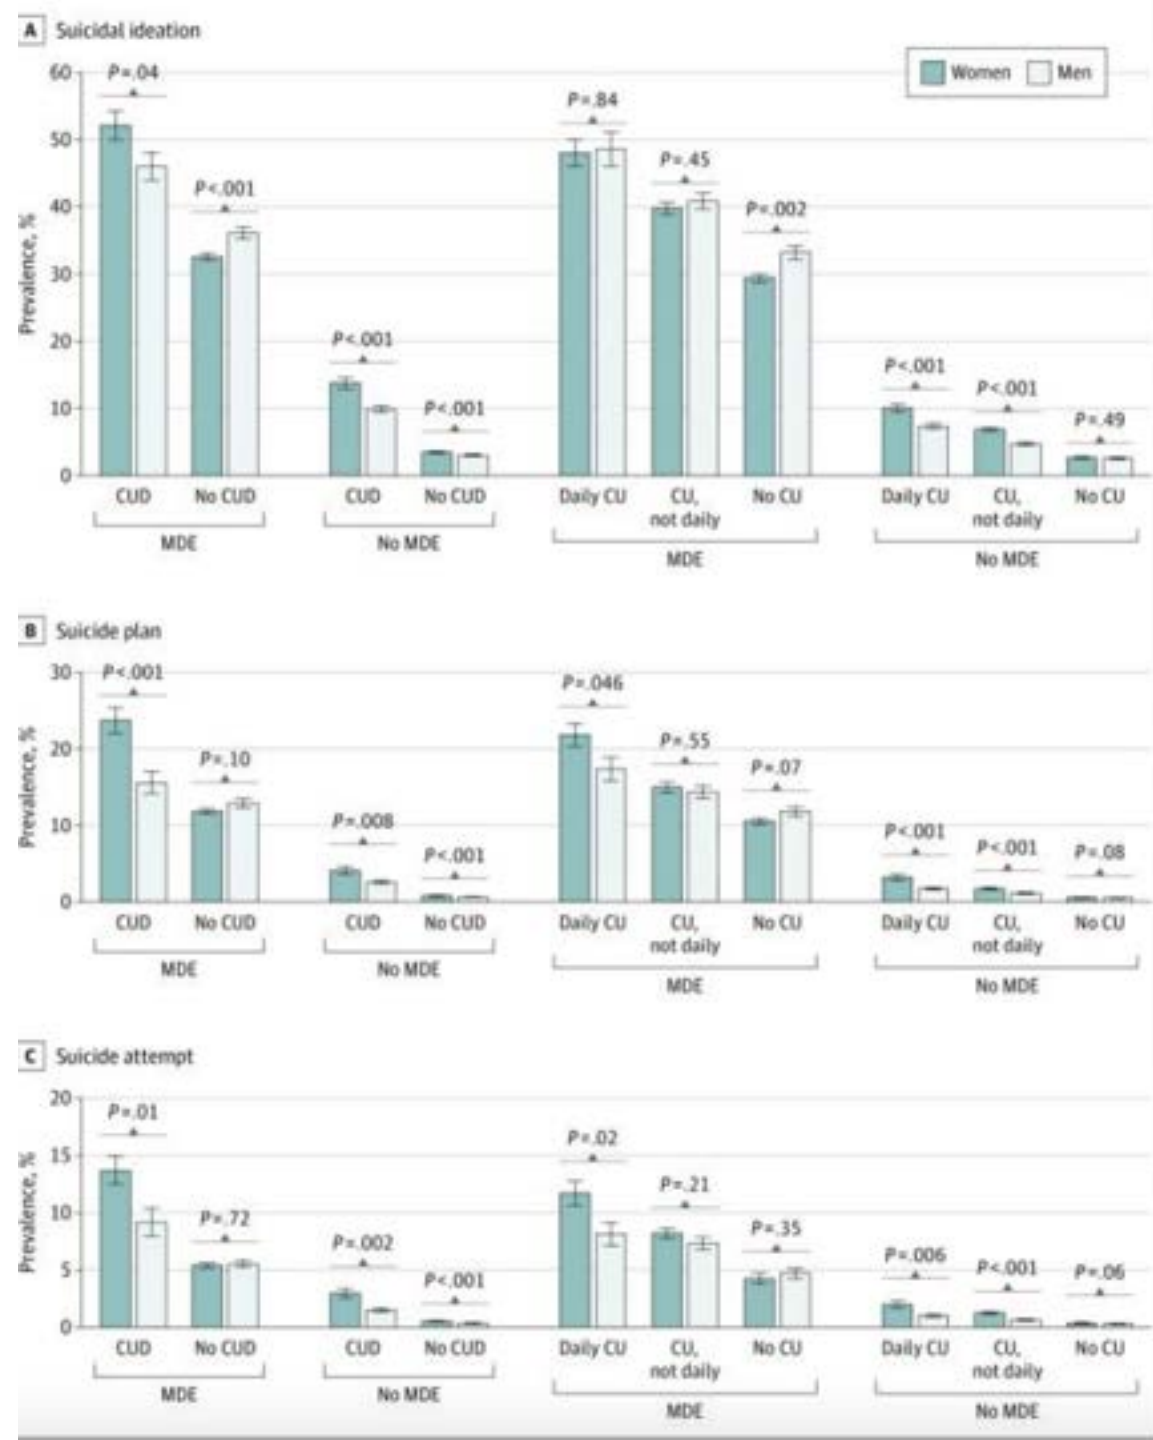 A Suicidal ideation
Women Men
Prevalence, %
60
50
40
30
20
10
0
P=.04
P<.001
P<.001
P<.001
P=.84
P=.45
P=.002
P<.001
P<.001
P=.49
CUD No CUD CUD No CUD Daily CU CU, not daily No CU Daily CU CU, not daily No CU
MDE No MDE MDE No MDE
B Suicide plan
Prevalence, %
30
20
10
0
P<.001
P=.10
P=.008
P<.001
P=.046
P=.55
P=.07
P<.001
P<.001
P=.08
CUD No CUD CUD No CUD Daily CU CU, not daily No CU Daily CU CU, not daily No CU
MDE No MDE MDE No MDE
C Suicide attempt
Prevalence, %
20
15
10
5
0
P=.01
P=.72
P=.002
P<.001
P=.02
P=.21
P=.35
P=.006
P<.001
P=.06
CUD No CUD CUD No CUD Daily CU CU, not daily No CU Daily CU CU, not daily No CU
MDE No MDE MDE No MDE